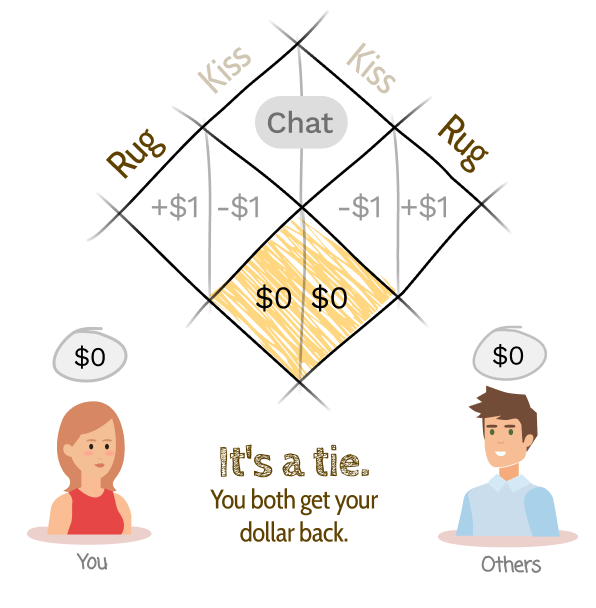 Kiss
Kiss
Chat
Rug
Rug
+$1 -$1
-$1 +$1
$0 $0
$0
$0
It's a tie.
You both get your
dollar back.
You
Others